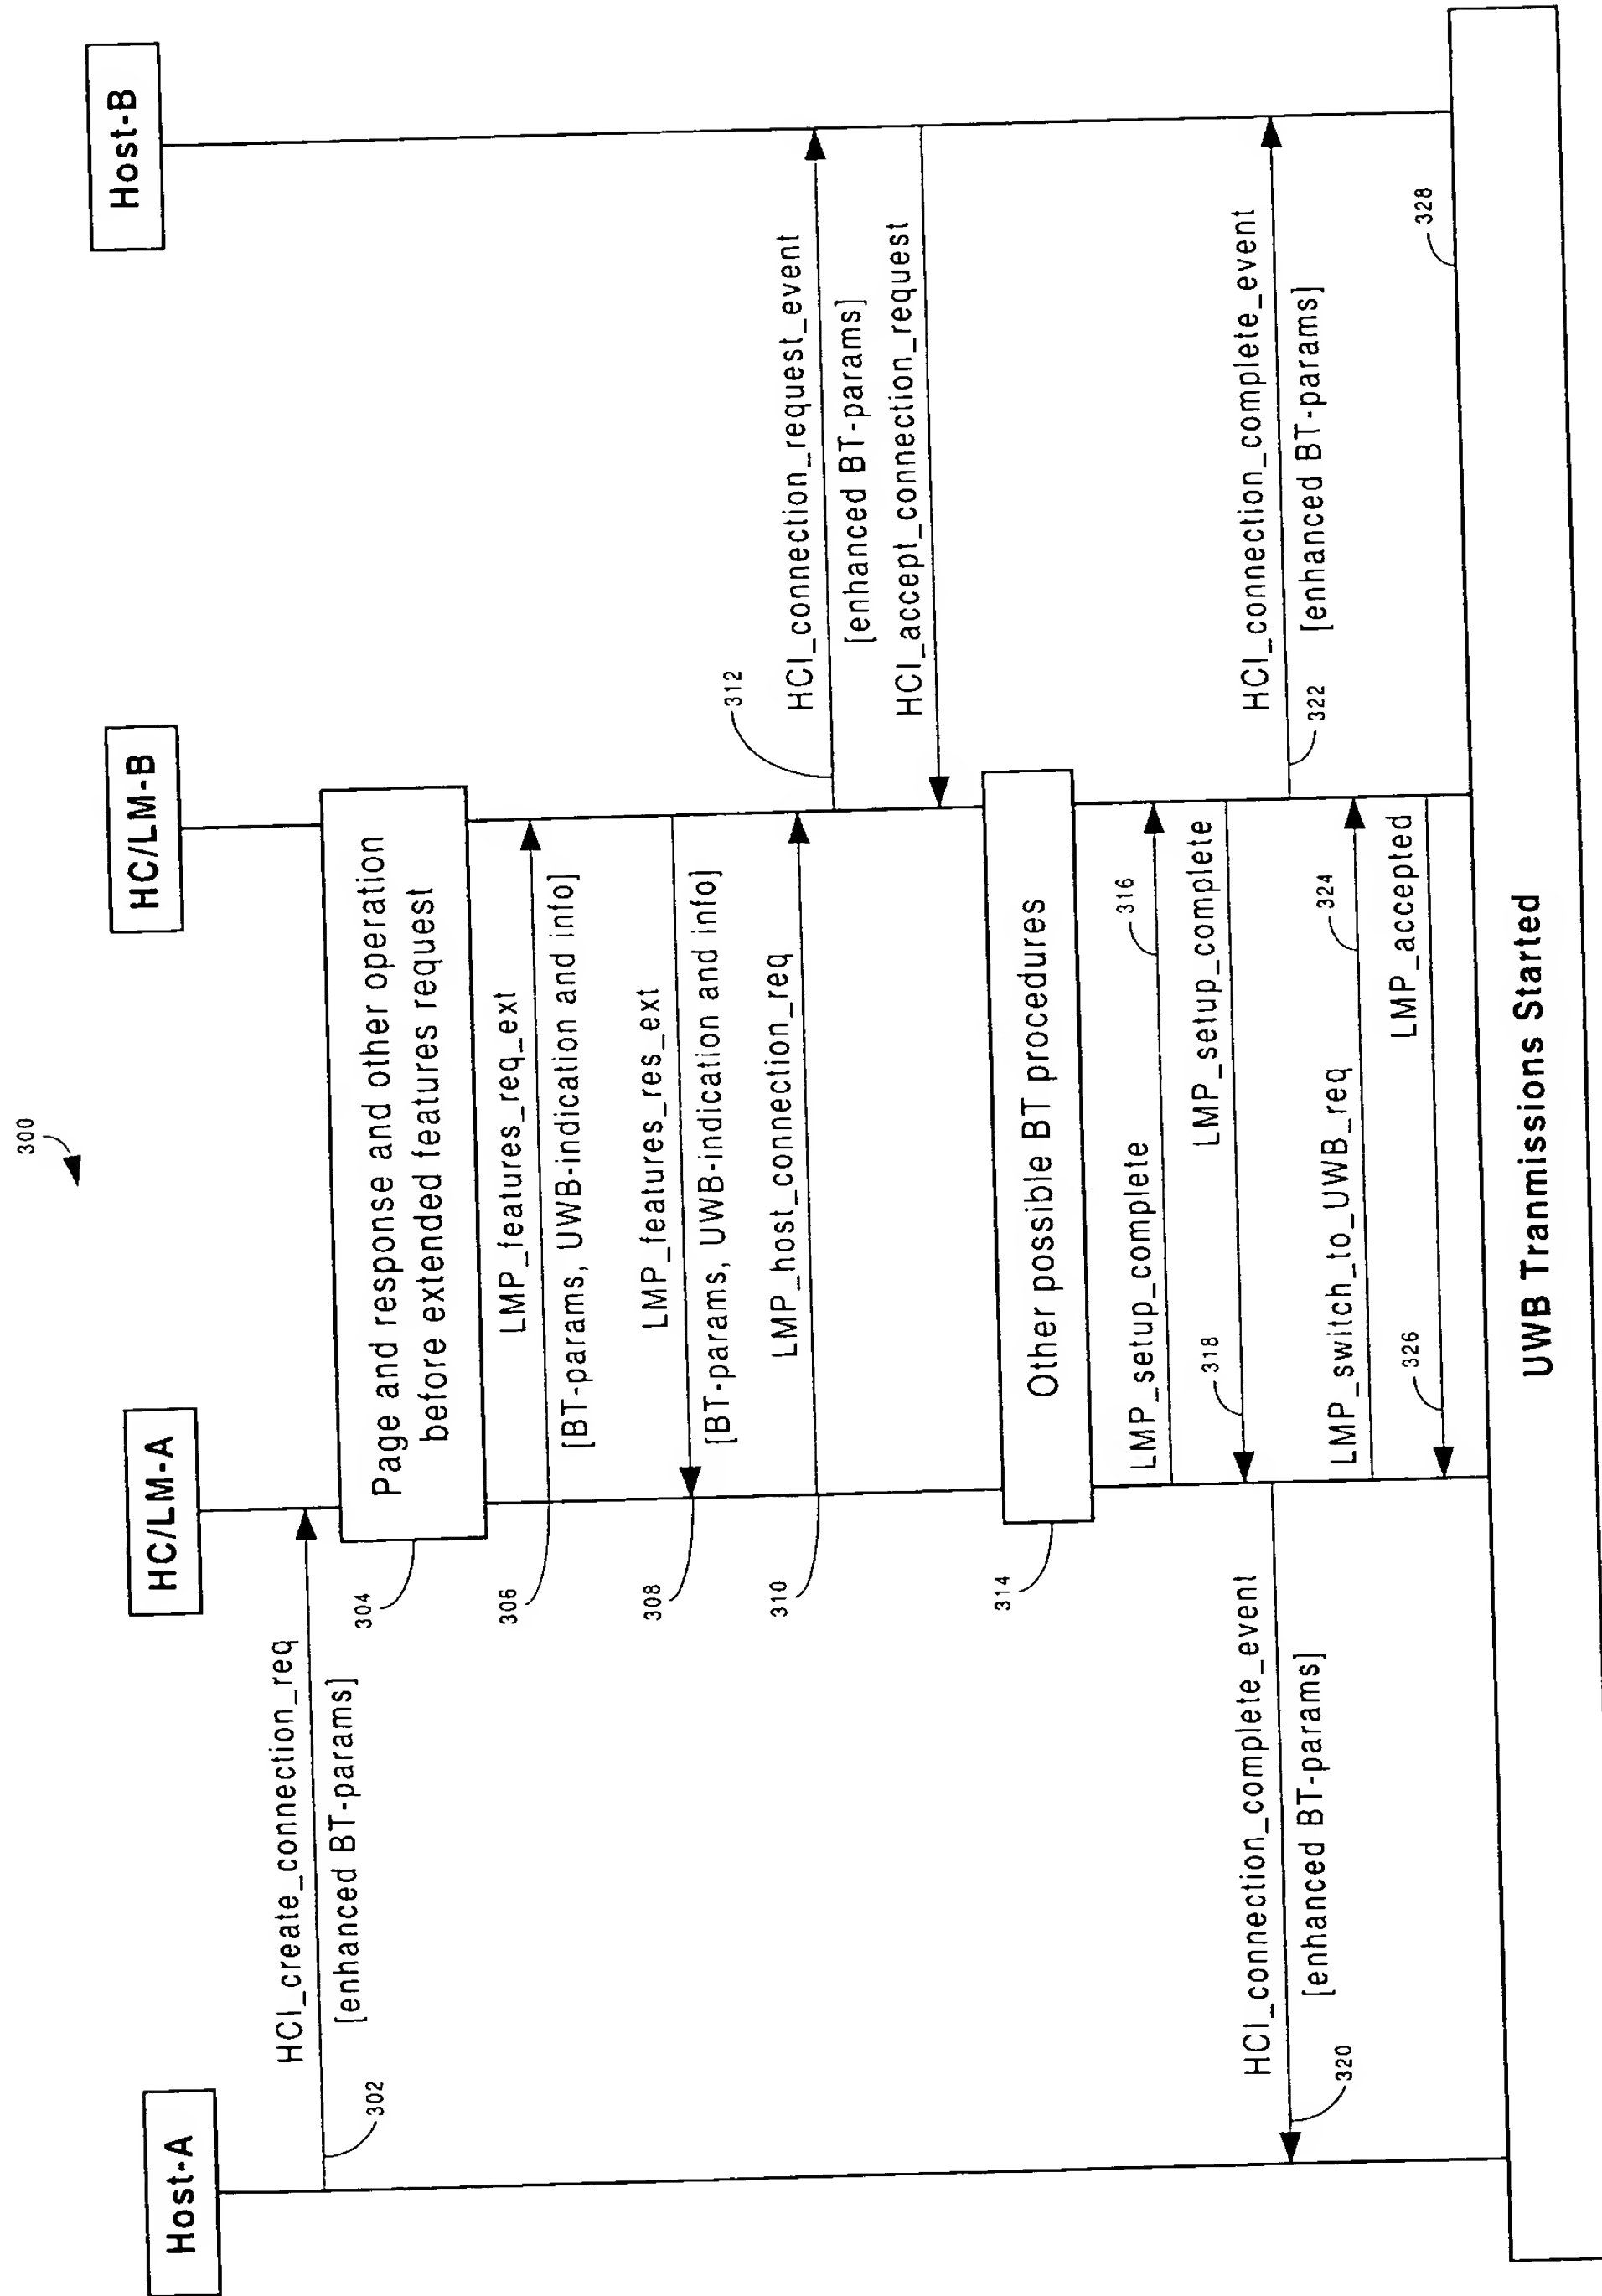 300
Host-A
HC/LM-A
HC/LM-B
Host-B
HCI_create_connection_req
[enhanced BT-params]
302
Page and response and other operation
before extended features request
304
LMP_features_req_ext
[BT-params, UWB-indication and info]
306
LMP_features_res_ext
[BT-params, UWB-indication and info]
308
LMP_host_connection_req
310
312
HCI_connection_request_event
[enhanced BT-params]
HCI_accept_connection_request
Other possible BT procedures
314
LMP_setup_complete
316
LMP_setup_complete
318
HCI_connection_complete_event
[enhanced BT-params]
320
HCI_connection_complete_event
[enhanced BT-params]
322
LMP_switch_to_UWB_req
324
LMP_accepted
326
328
UWB Tranmissions Started